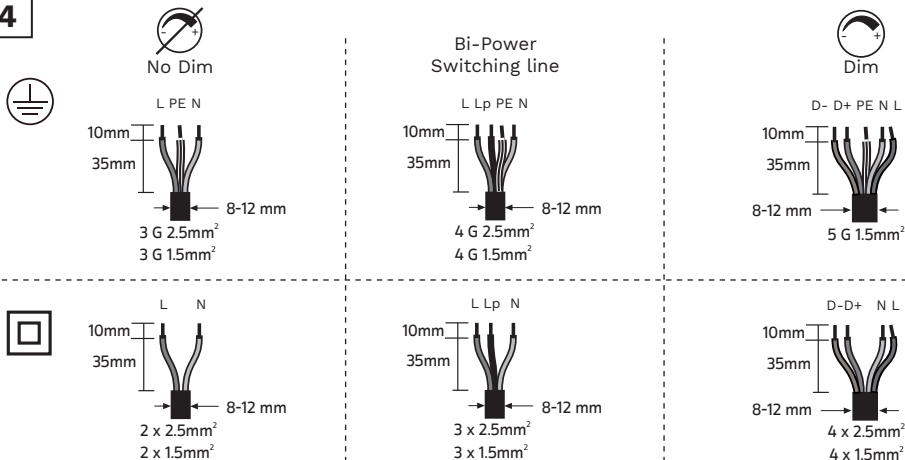 4
- +
No Dim
Bi-Power
Switching line
- +
Dim
L PE N
10mm
35mm
8-12 mm
3 G 2.5mm²
3 G 1.5mm²
L Lp PE N
10mm
35mm
8-12 mm
4 G 2.5mm²
4 G 1.5mm²
D- D+ PE N L
10mm
35mm
8-12 mm
5 G 1.5mm²
L N
10mm
35mm
8-12 mm
2 x 2.5mm²
2 x 1.5mm²
L Lp N
10mm
35mm
8-12 mm
3 x 2.5mm²
3 x 1.5mm²
D-D+ N L
10mm
35mm
8-12 mm
4 x 2.5mm²
4 x 1.5mm²